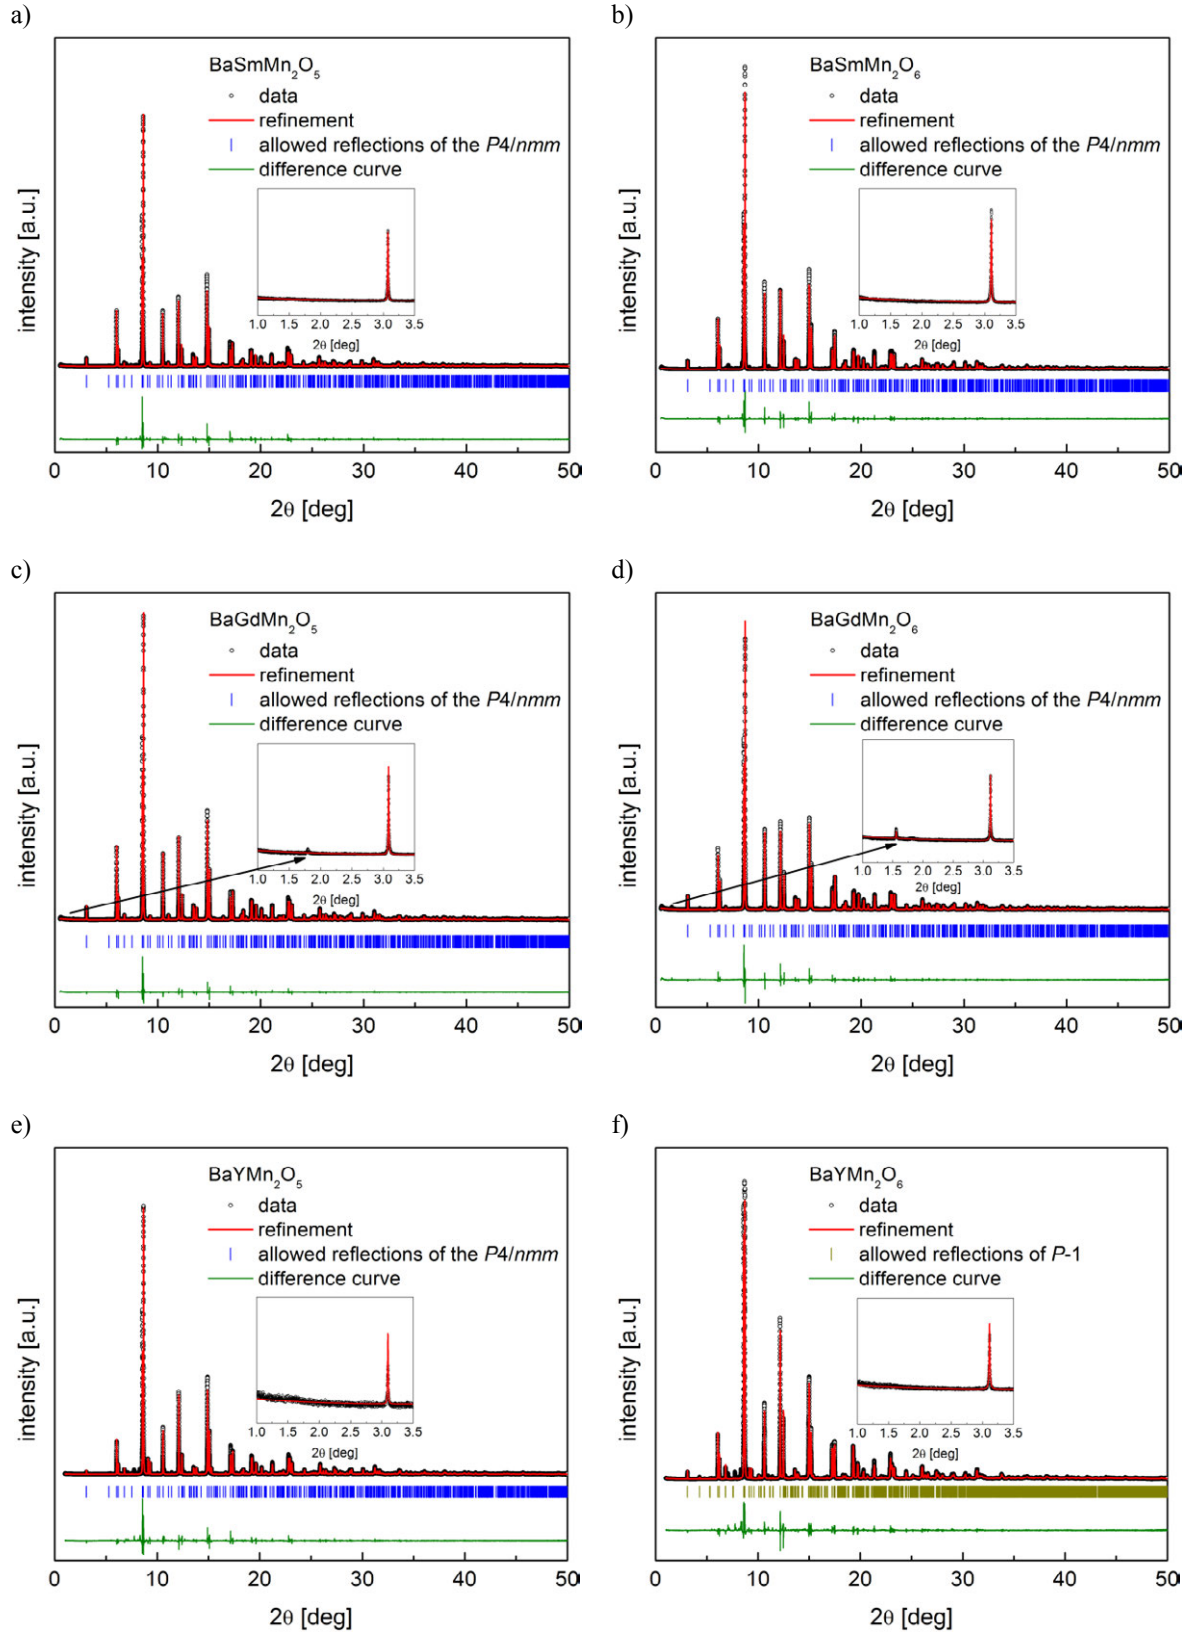 a)
BaSmMn₂O₅
data
refinement
allowed reflections of the P4/nmm
difference curve
intensity [a.u.]
1.0 1.5 2.0 2.5 3.0 3.5
2θ [deg]
0 10 20 30 40 50
2θ [deg]
b)
BaSmMn₂O₆
data
refinement
allowed reflections of the P4/nmm
difference curve
intensity [a.u.]
1.0 1.5 2.0 2.5 3.0 3.5
2θ [deg]
0 10 20 30 40 50
2θ [deg]
c)
BaGdMn₂O₅
data
refinement
allowed reflections of the P4/nmm
difference curve
intensity [a.u.]
1.0 1.5 2.0 2.5 3.0 3.5
2θ [deg]
0 10 20 30 40 50
2θ [deg]
d)
BaGdMn₂O₆
data
refinement
allowed reflections of the P4/nmm
difference curve
intensity [a.u.]
1.0 1.5 2.0 2.5 3.0 3.5
2θ [deg]
0 10 20 30 40 50
2θ [deg]
e)
BaYMn₂O₅
data
refinement
allowed reflections of the P4/nmm
difference curve
intensity [a.u.]
1.0 1.5 2.0 2.5 3.0 3.5
2θ [deg]
0 10 20 30 40 50
2θ [deg]
f)
BaYMn₂O₆
data
refinement
allowed reflections of P-1
difference curve
intensity [a.u.]
1.0 1.5 2.0 2.5 3.0 3.5
2θ [deg]
0 10 20 30 40 50
2θ [deg]